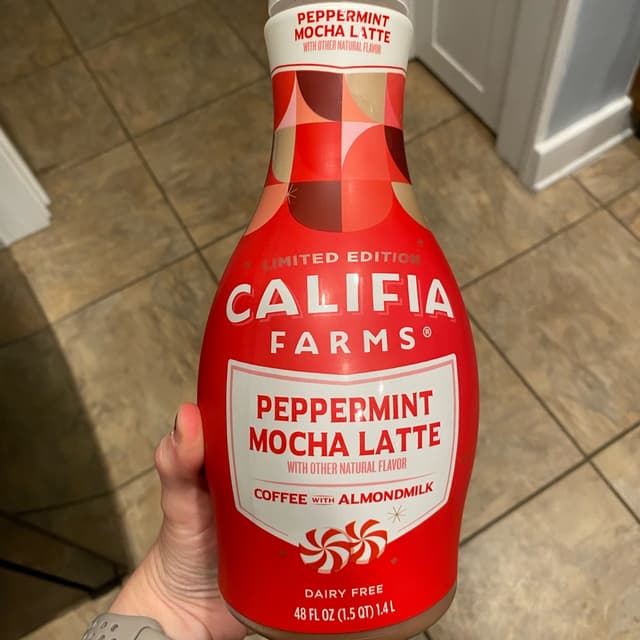 PEPPERMINT
MOCHA LATTE
WITH OTHER NATURAL FLAVOR
LIMITED EDITION
CALIFIA
FARMS®
PEPPERMINT
MOCHA LATTE
WITH OTHER NATURAL FLAVOR
COFFEE WITH ALMONDMILK
DAIRY FREE
48 FL OZ (1.5 QT) 1.4 L